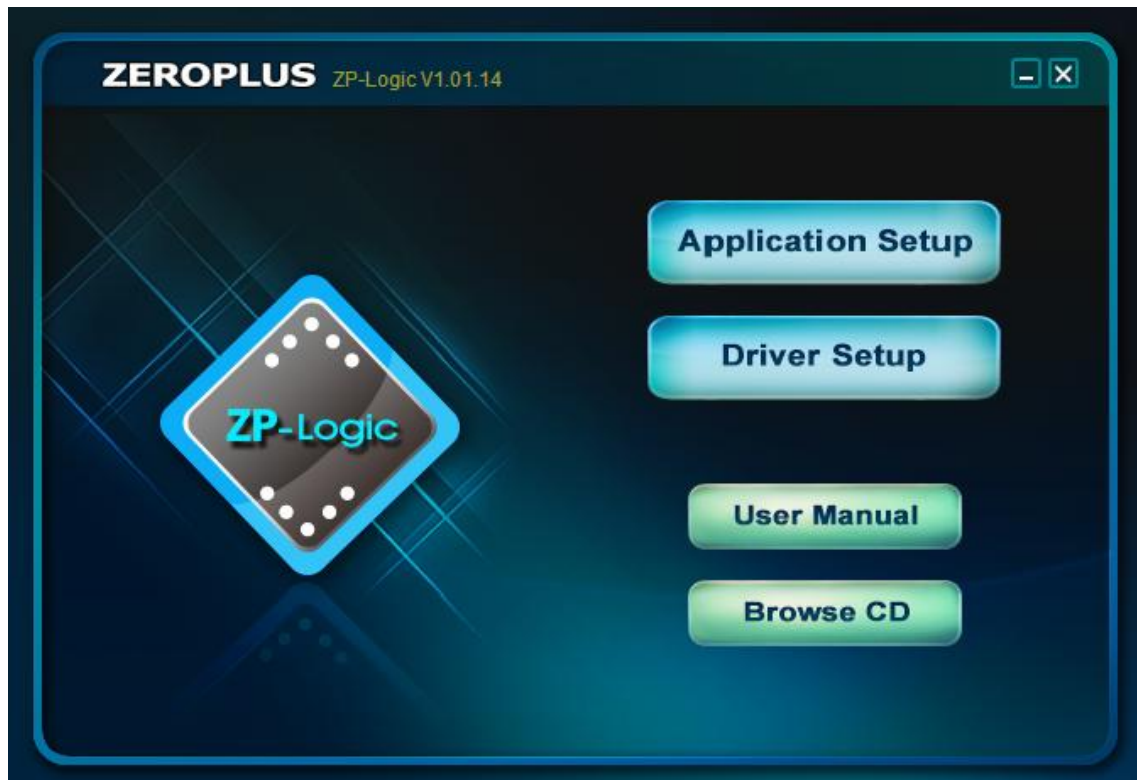 ZEROPLUS ZP-Logic V1.01.14
Application Setup
Driver Setup
ZP-Logic
User Manual
Browse CD